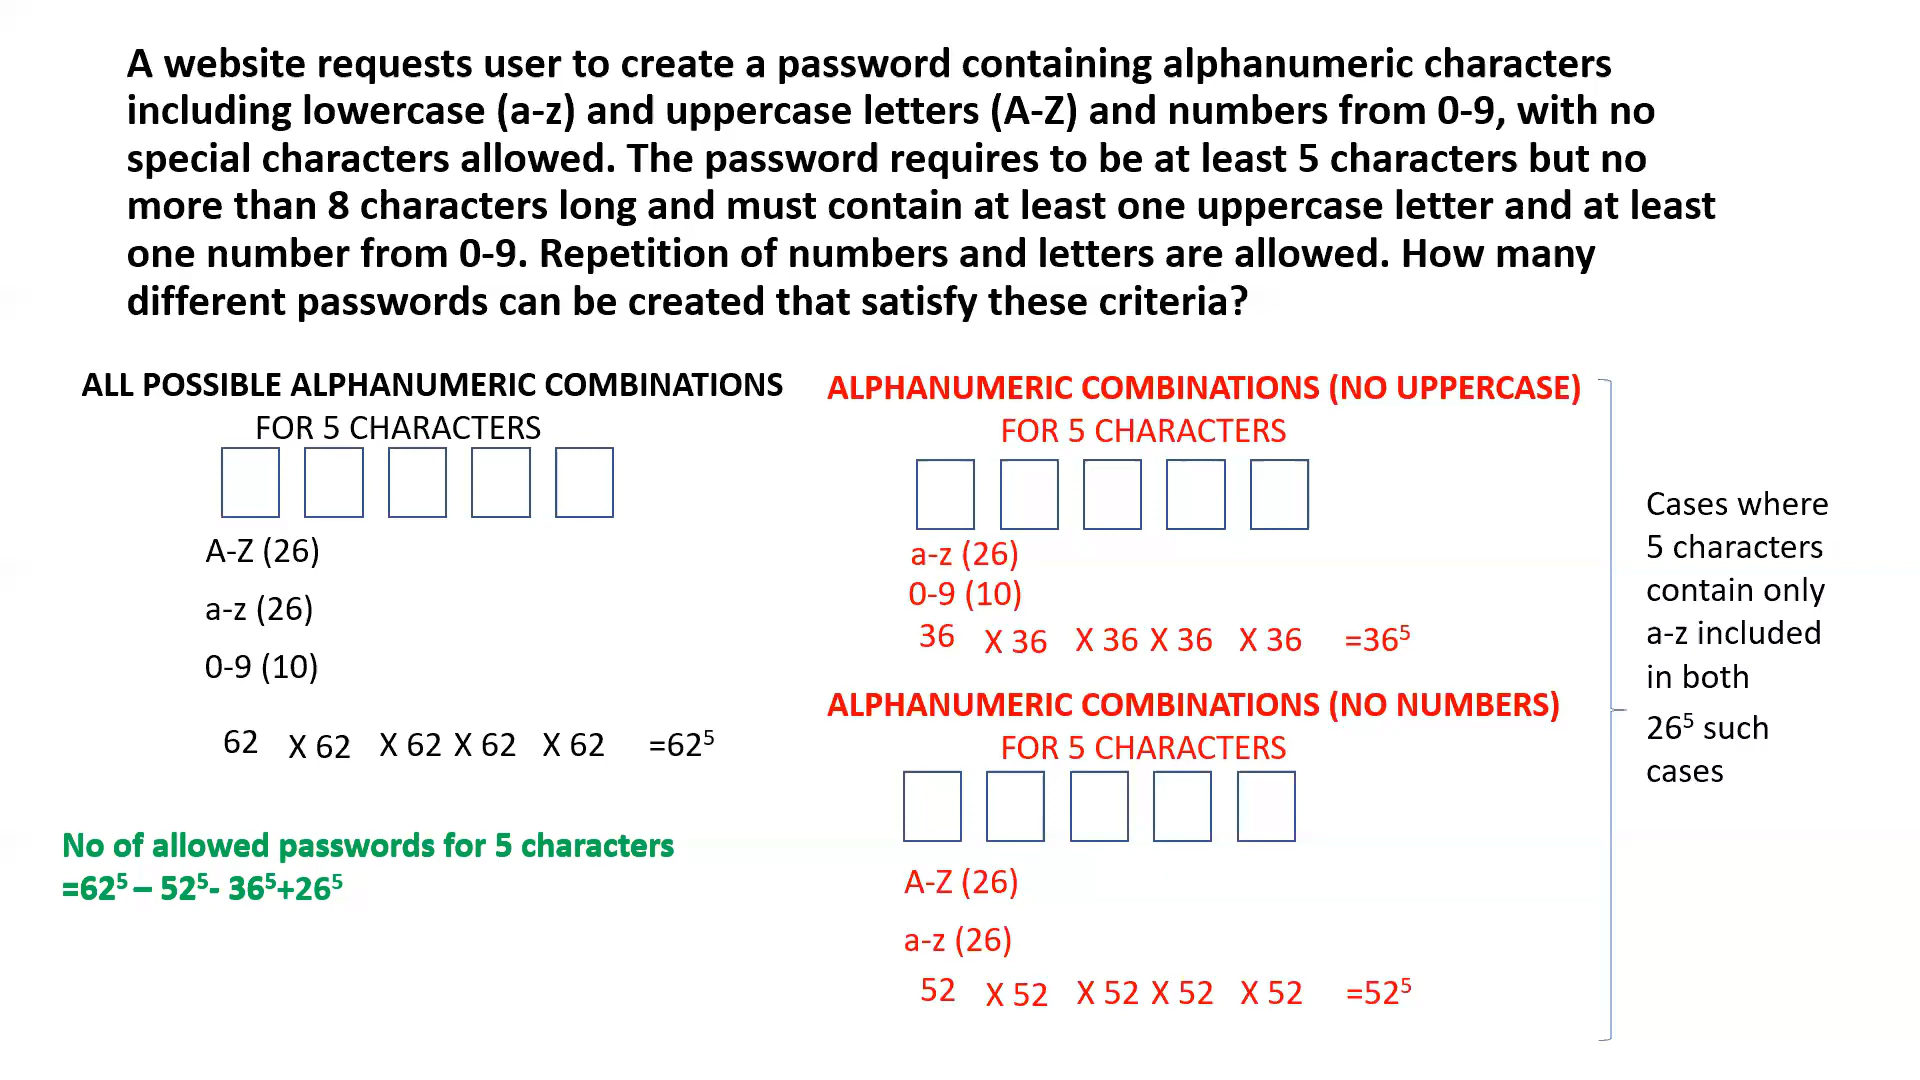 A website requests user to create a password containing alphanumeric characters
including lowercase (a-z) and uppercase letters (A-Z) and numbers from 0-9, with no
special characters allowed. The password requires to be at least 5 characters but no
more than 8 characters long and must contain at least one uppercase letter and at least
one number from 0-9. Repetition of numbers and letters are allowed. How many
different passwords can be created that satisfy these criteria?
ALL POSSIBLE ALPHANUMERIC COMBINATIONS
FOR 5 CHARACTERS
A-Z (26)
a-z (26)
0-9 (10)
62 X 62 X 62 X 62 X 62 =62⁵
No of allowed passwords for 5 characters
=62⁵ – 52⁵- 36⁵+26⁵
ALPHANUMERIC COMBINATIONS (NO UPPERCASE)
FOR 5 CHARACTERS
a-z (26)
0-9 (10)
36 X 36 X 36 X 36 X 36 =36⁵
ALPHANUMERIC COMBINATIONS (NO NUMBERS)
FOR 5 CHARACTERS
A-Z (26)
a-z (26)
52 X 52 X 52 X 52 X 52 =52⁵
Cases where
5 characters
contain only
a-z included
in both
26⁵ such
cases